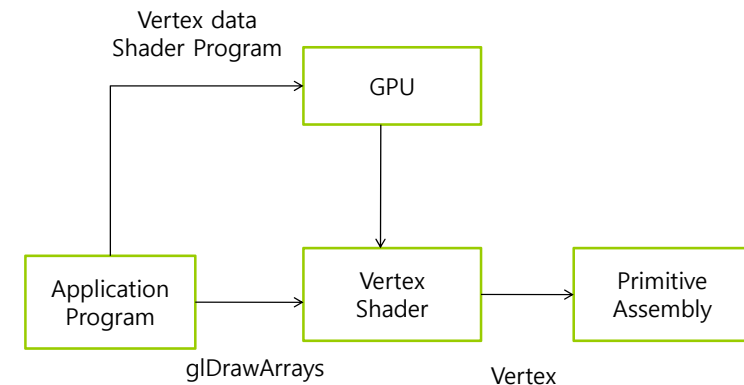 Vertex data
Shader Program
GPU
Application
Program
Vertex
Shader
Primitive
Assembly
glDrawArrays
Vertex